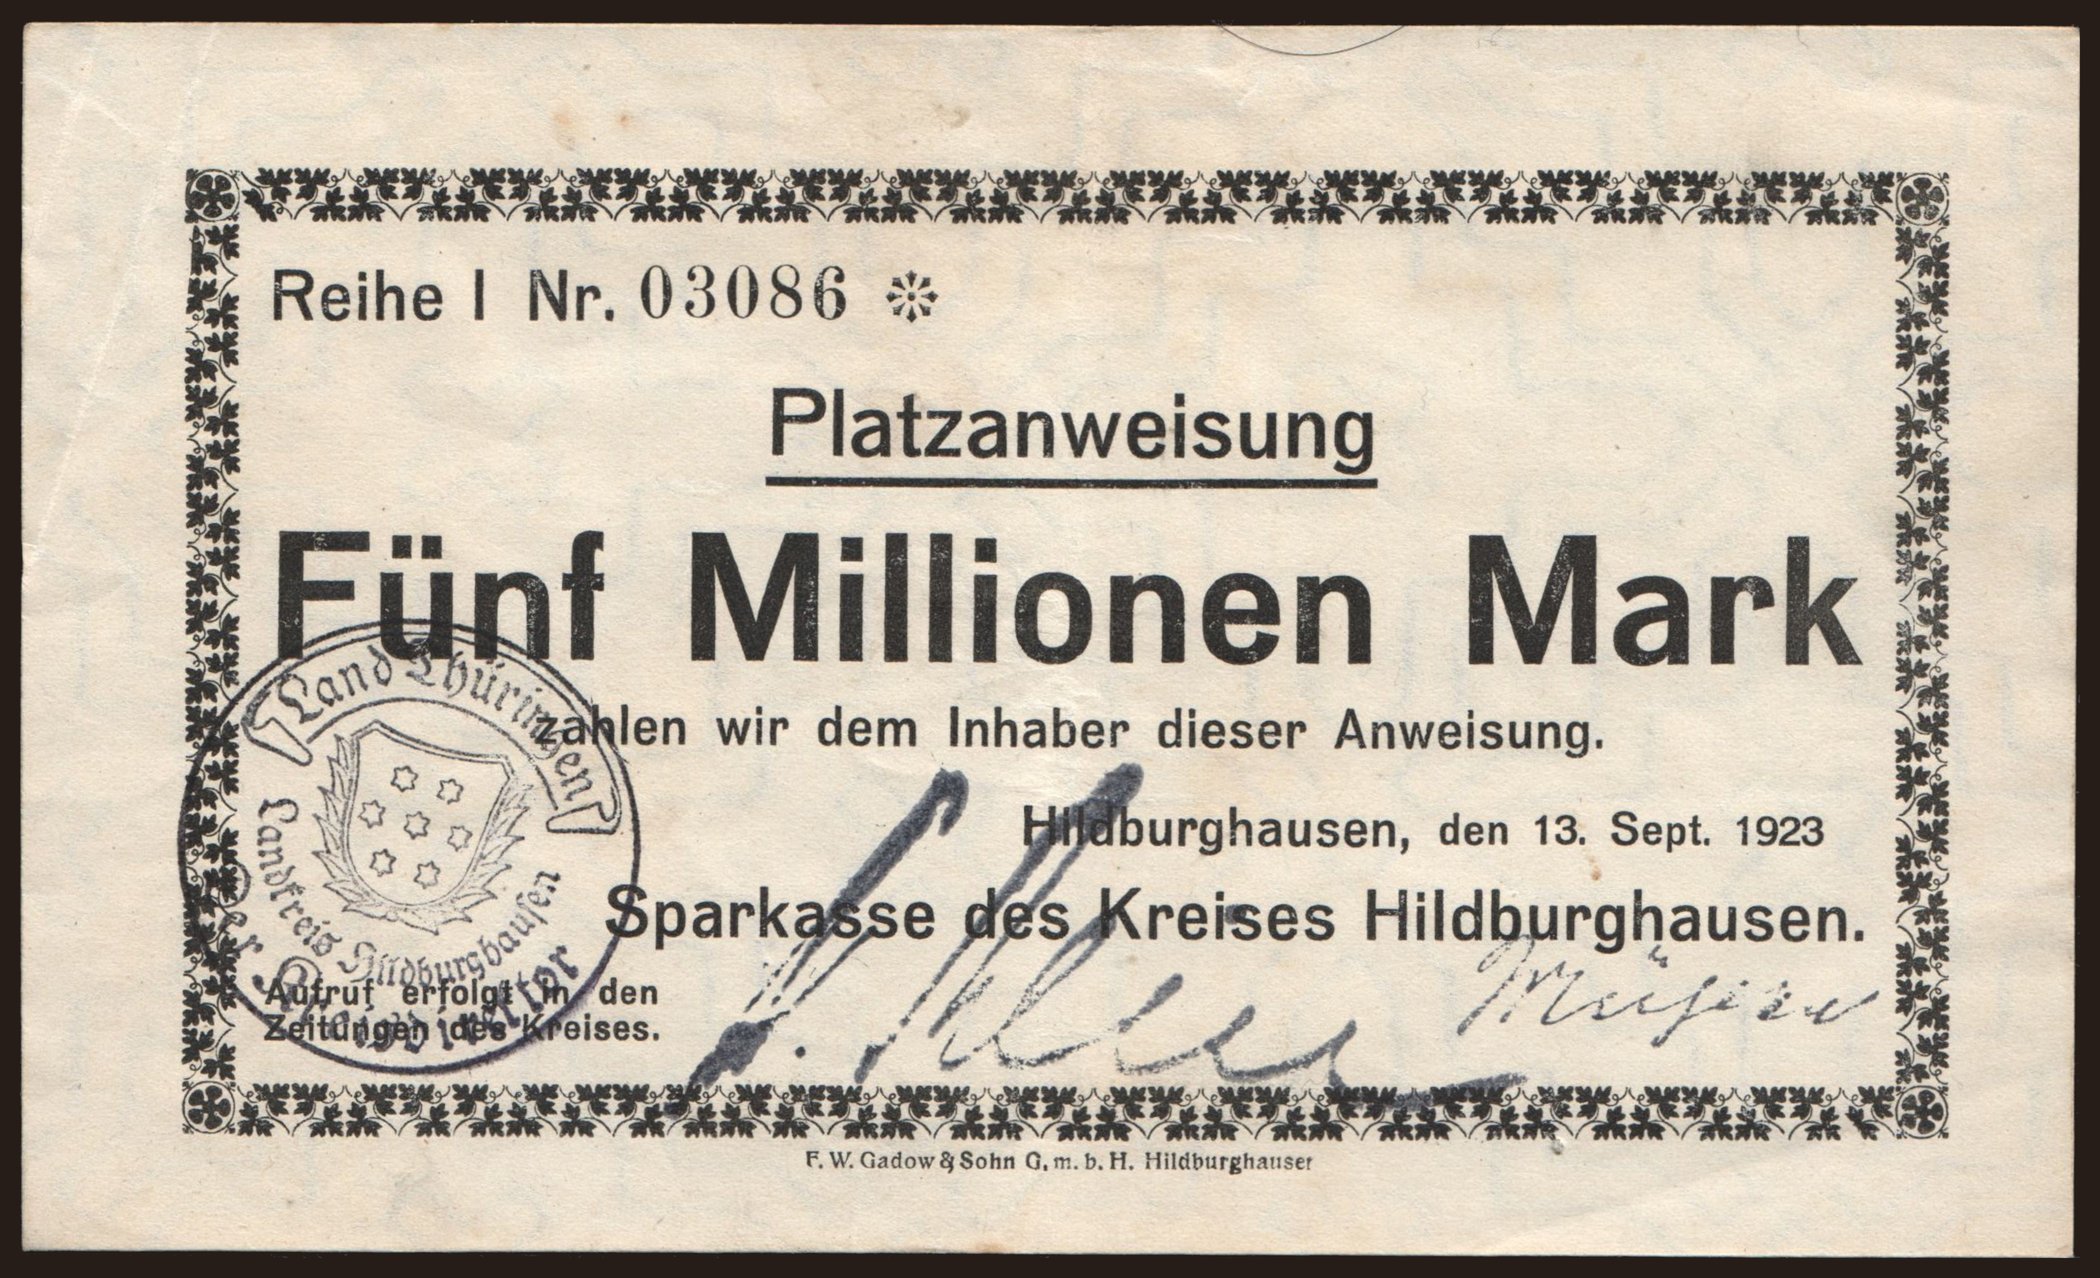 Reihe I Nr. 03086
Platzanweisung
Fünf Millionen Mark
zahlen wir dem Inhaber dieser Anweisung.
Hildburghausen, den 13. Sept. 1923
Sparkasse des Kreises Hildburghausen.
Aufruf erfolgt in den
Zeitungen des Kreises.
Land Thüringen
Landkreis Hildburghausen
F. W. Gadow & Sohn G. m. b. H. Hildburghausen